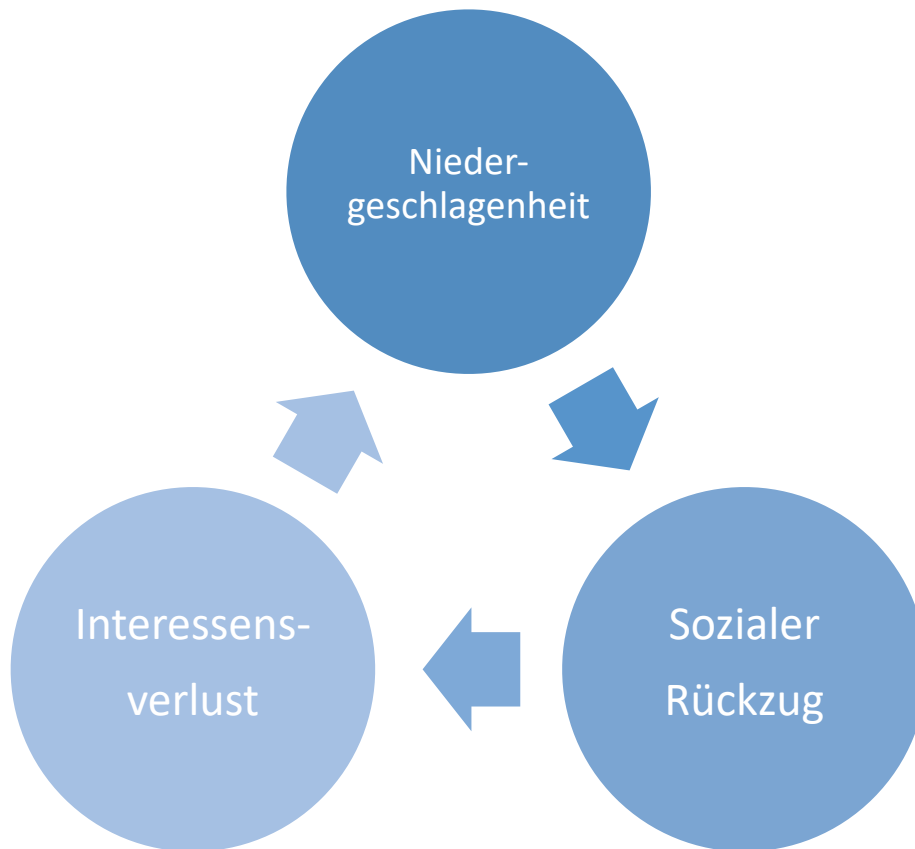 Nieder-
geschlagenheit
Sozialer
Rückzug
Interessens-
verlust